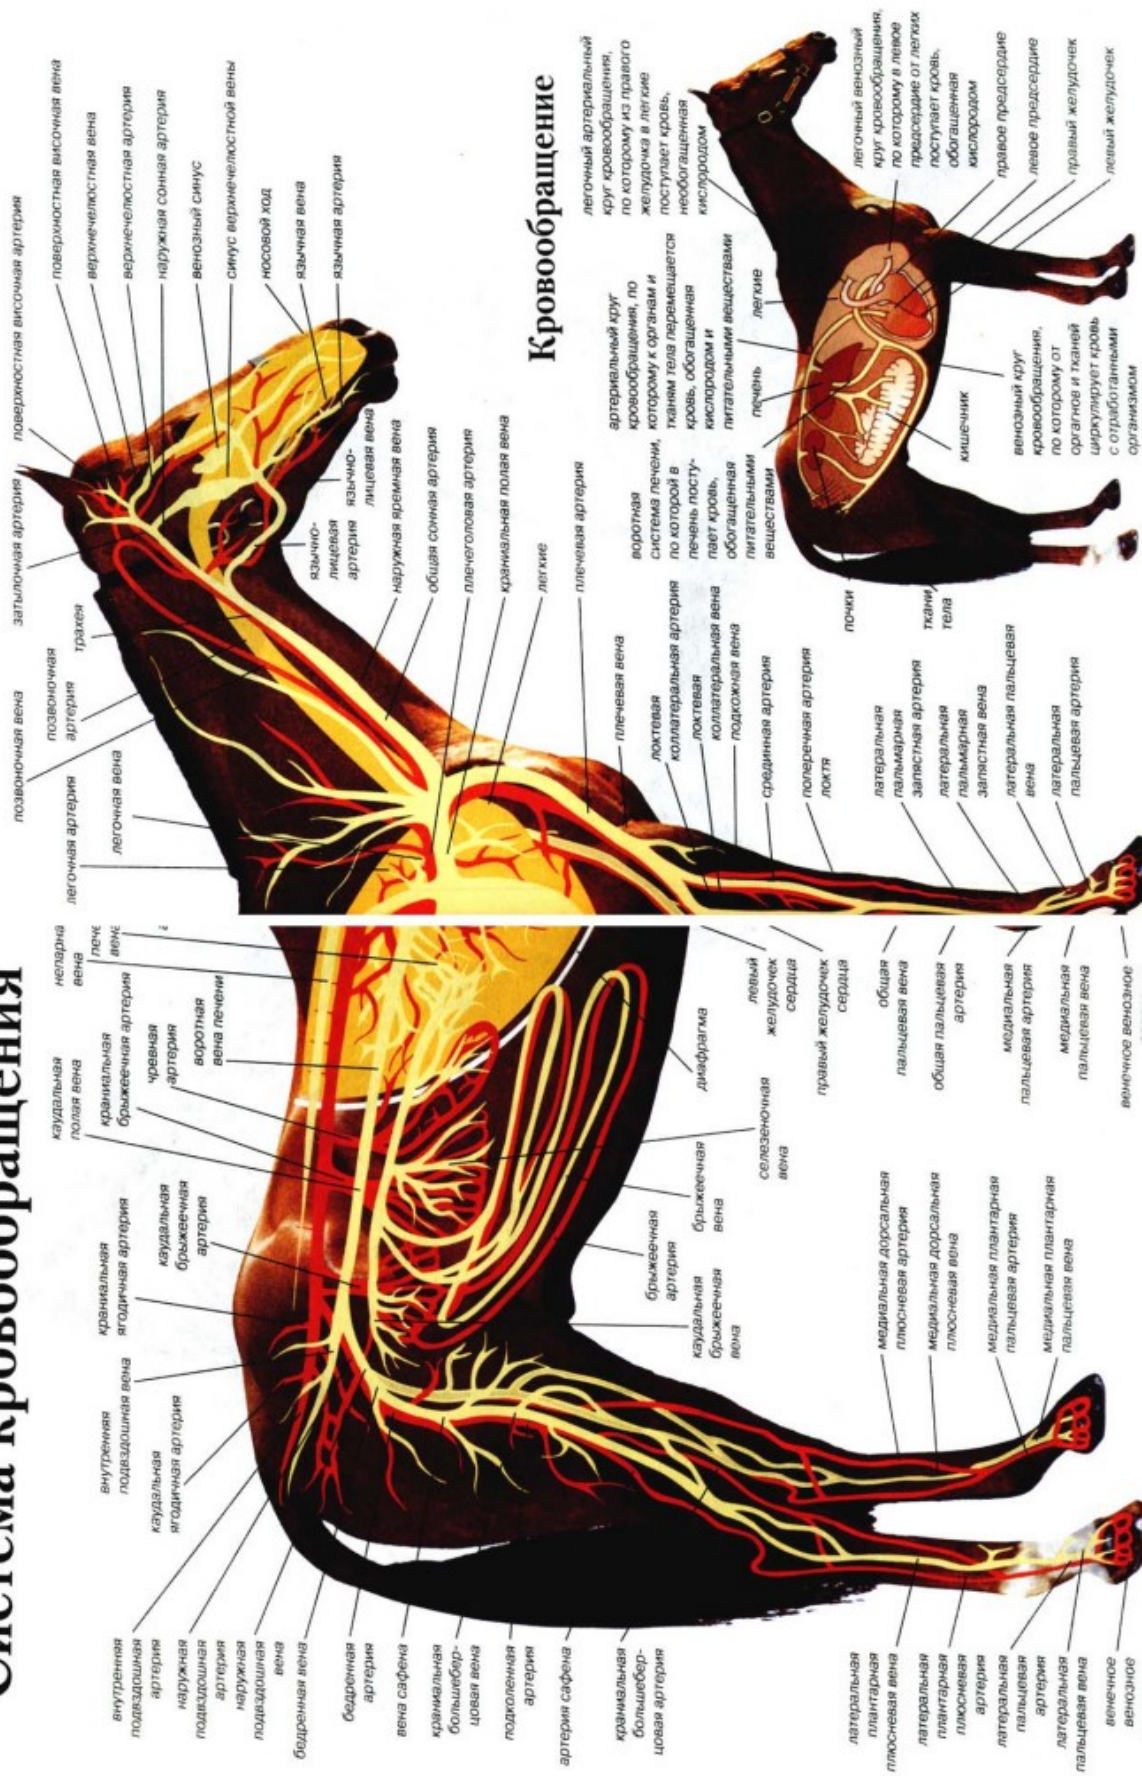 Система кровообращения
поверхностная височная артерия
затылочная артерия
трахея
позвоночная
артерия
позвоночная вена
легочная артерия
легочная вена
поверхностная височная вена
верхнечелюстная вена
верхнечелюстная артерия
наружная сонная артерия
венозный синус
синус верхнечелюстной вены
носовой ход
язычная вена
язычная артерия
язычно-
лицевая вена
язычно-
лицевая
артерия
наружная яремная вена
общая сонная артерия
плечеголовая артерия
краниальная полая вена
легкие
плечевая артерия
плечевая вена
локтевая
коллатеральная артерия
локтевая
коллатеральная вена
подкожная вена
срединная артерия
поперечная артерия
локтя
латеральная
пальмарная
запястная артерия
латеральная
пальмарная
запястная вена
латеральная пальцевая
вена
латеральная
пальцевая артерия
Кровообращение
легочный артериальный
круг кровообращения,
по которому из правого
желудочка в легкие
поступает кровь,
необогащенная
кислородом
артериальный круг
кровообращения, по
которому к органам и
тканям тела перемещается
кровь, обогащенная
кислородом и
питательными веществами
воротная
система печени,
по которой в
печень посту-
пает кровь,
обогащенная
питательными
веществами
печень
легкие
легочный венозный
круг кровообращения,
по которому в левое
предсердие от легких
поступает кровь,
обогащенная
кислородом
правое предсердие
левое предсердие
правый желудочек
левый желудочек
почки
ткани
тела
кишечник
венозный круг
кровообращения,
по которому от
органов и тканей
циркулирует кровь
с отработанными
организмом
непарна
вена
пече
вена
каудальная
полая вена
краниальная
брыжеечная артерия
чревная
артерия
воротная
вена печени
краниальная
ягодичная артерия
каудальная
брыжеечная
артерия
внутренняя
подвздошная вена
каудальная
ягодичная артерия
внутренняя
подвздошная
артерия
наружная
подвздошная
артерия
наружная
подвздошная
вена
бедренная вена
бедренная
артерия
вена сафена
краниальная
большебер-
цовая вена
подколенная
артерия
артерия сафена
краниальная
большебер-
цовая артерия
латеральная
плантарная
плюсневая вена
латеральная
плантарная
плюсневая
артерия
латеральная
пальцевая
артерия
латеральная
пальцевая вена
венечное
венозное
диафрагма
селезеночная
вена
брыжеечная
вена
брыжеечная
артерия
каудальная
брыжеечная
вена
медиальная дорсальная
плюсневая артерия
медиальная дорсальная
плюсневая вена
медиальная плантарная
пальцевая артерия
медиальная плантарная
пальцевая вена
левый
желудочек
сердца
правый желудочек
сердца
общая
пальцевая вена
общая пальцевая
артерия
медиальная
пальцевая артерия
медиальная
пальцевая вена
венечное венозное